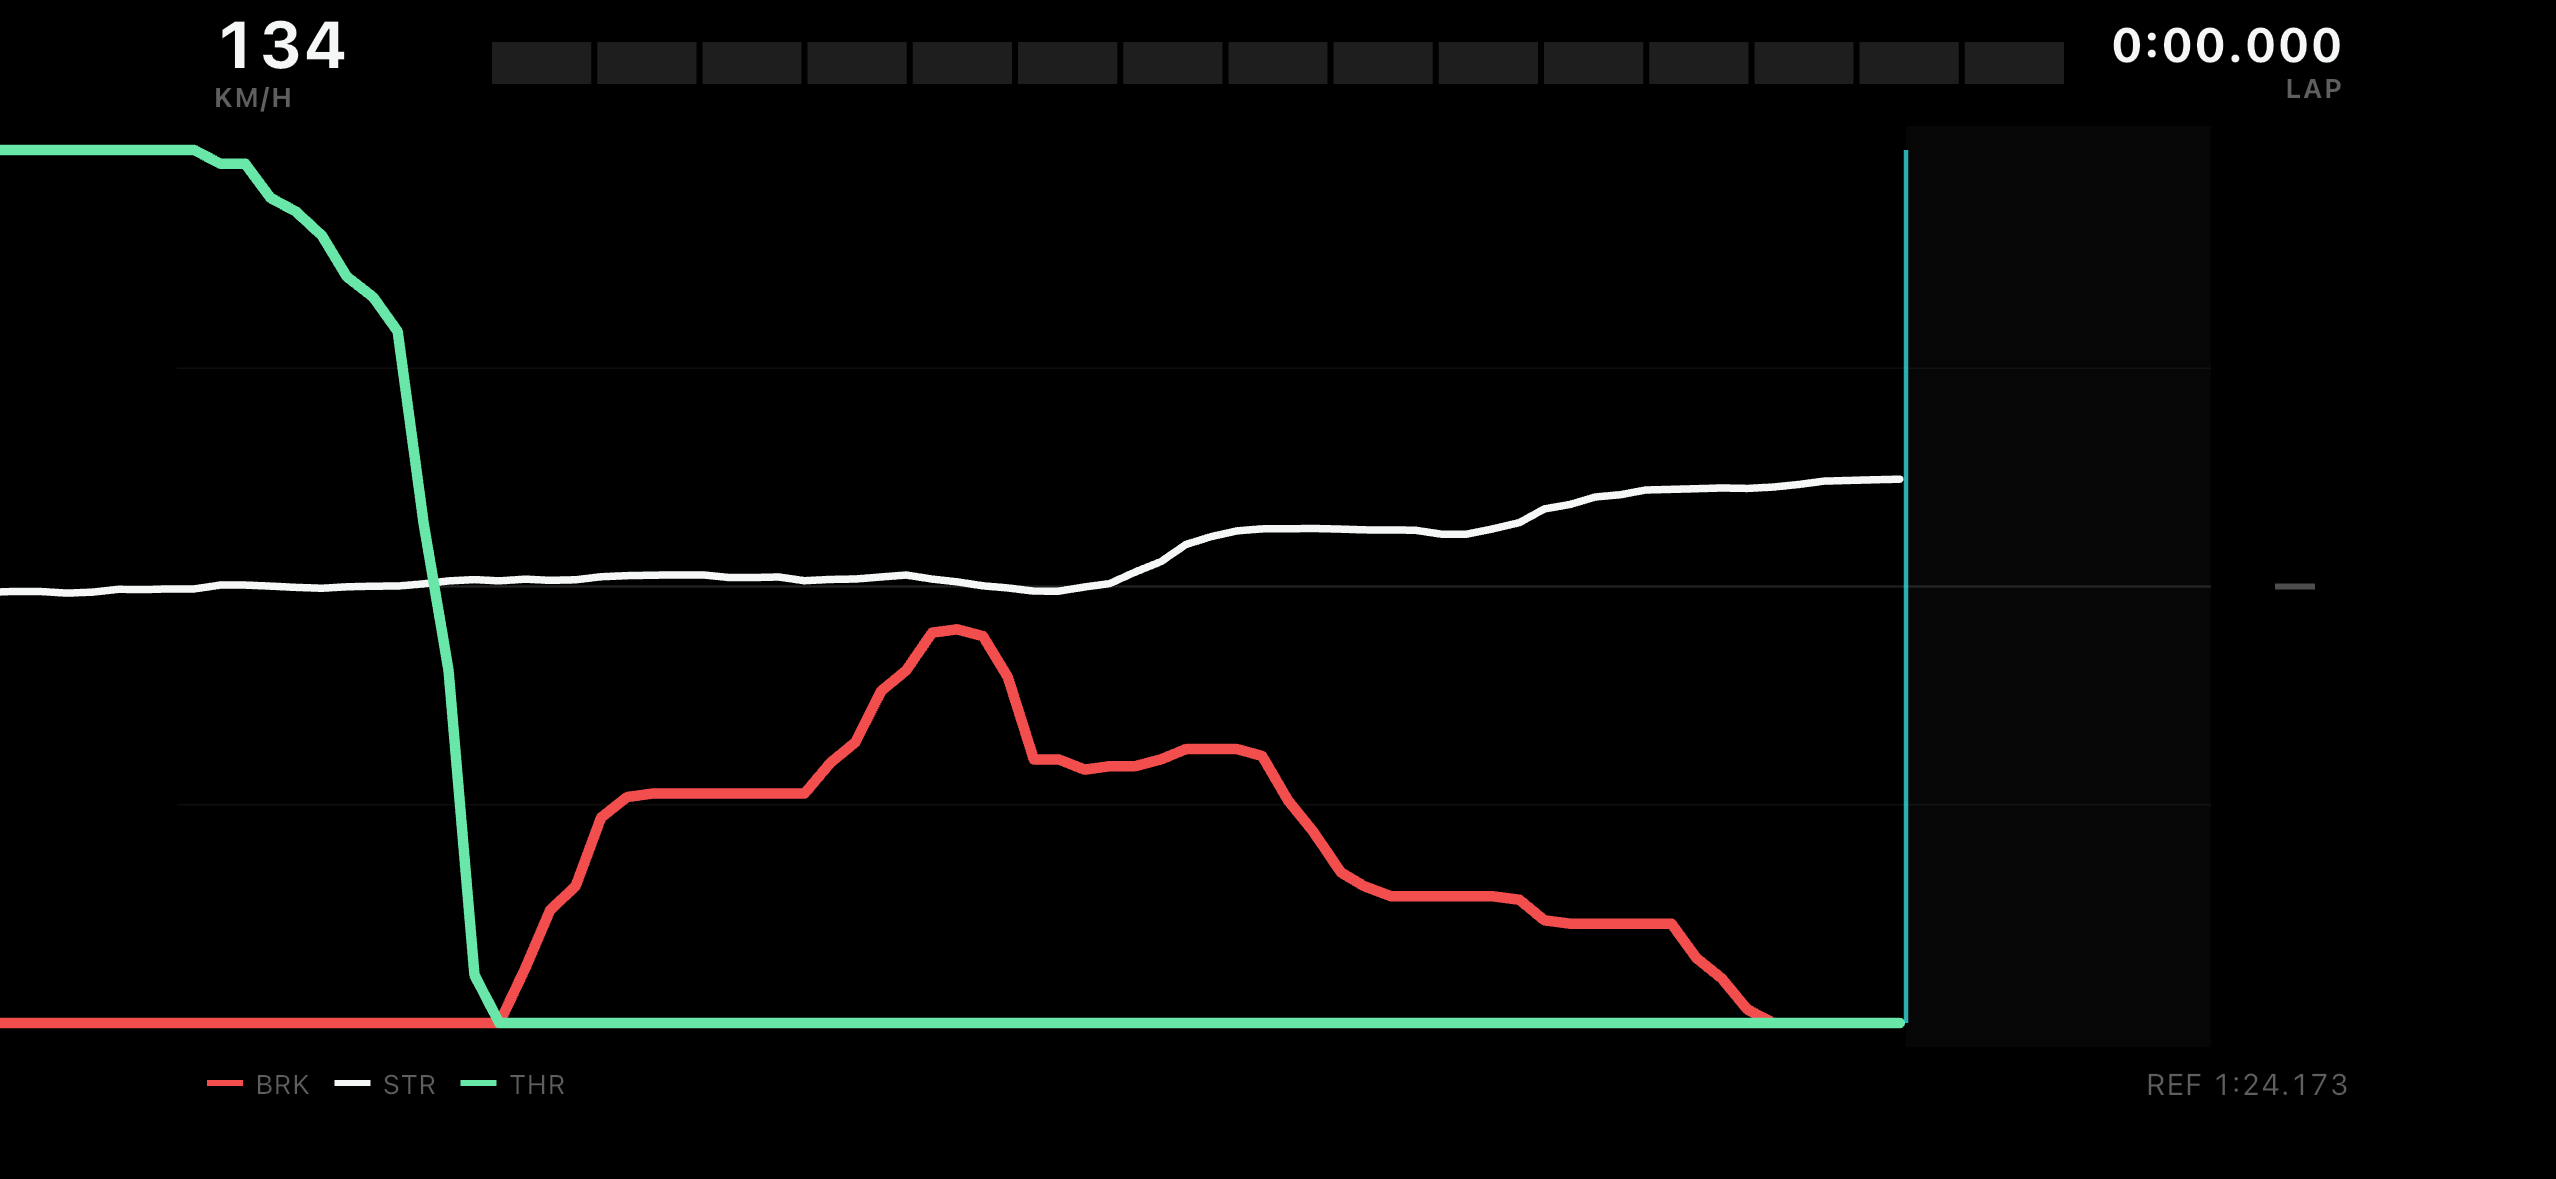 134
KM/H
0:00.000
LAP
BRK STR THR
REF 1:24.173